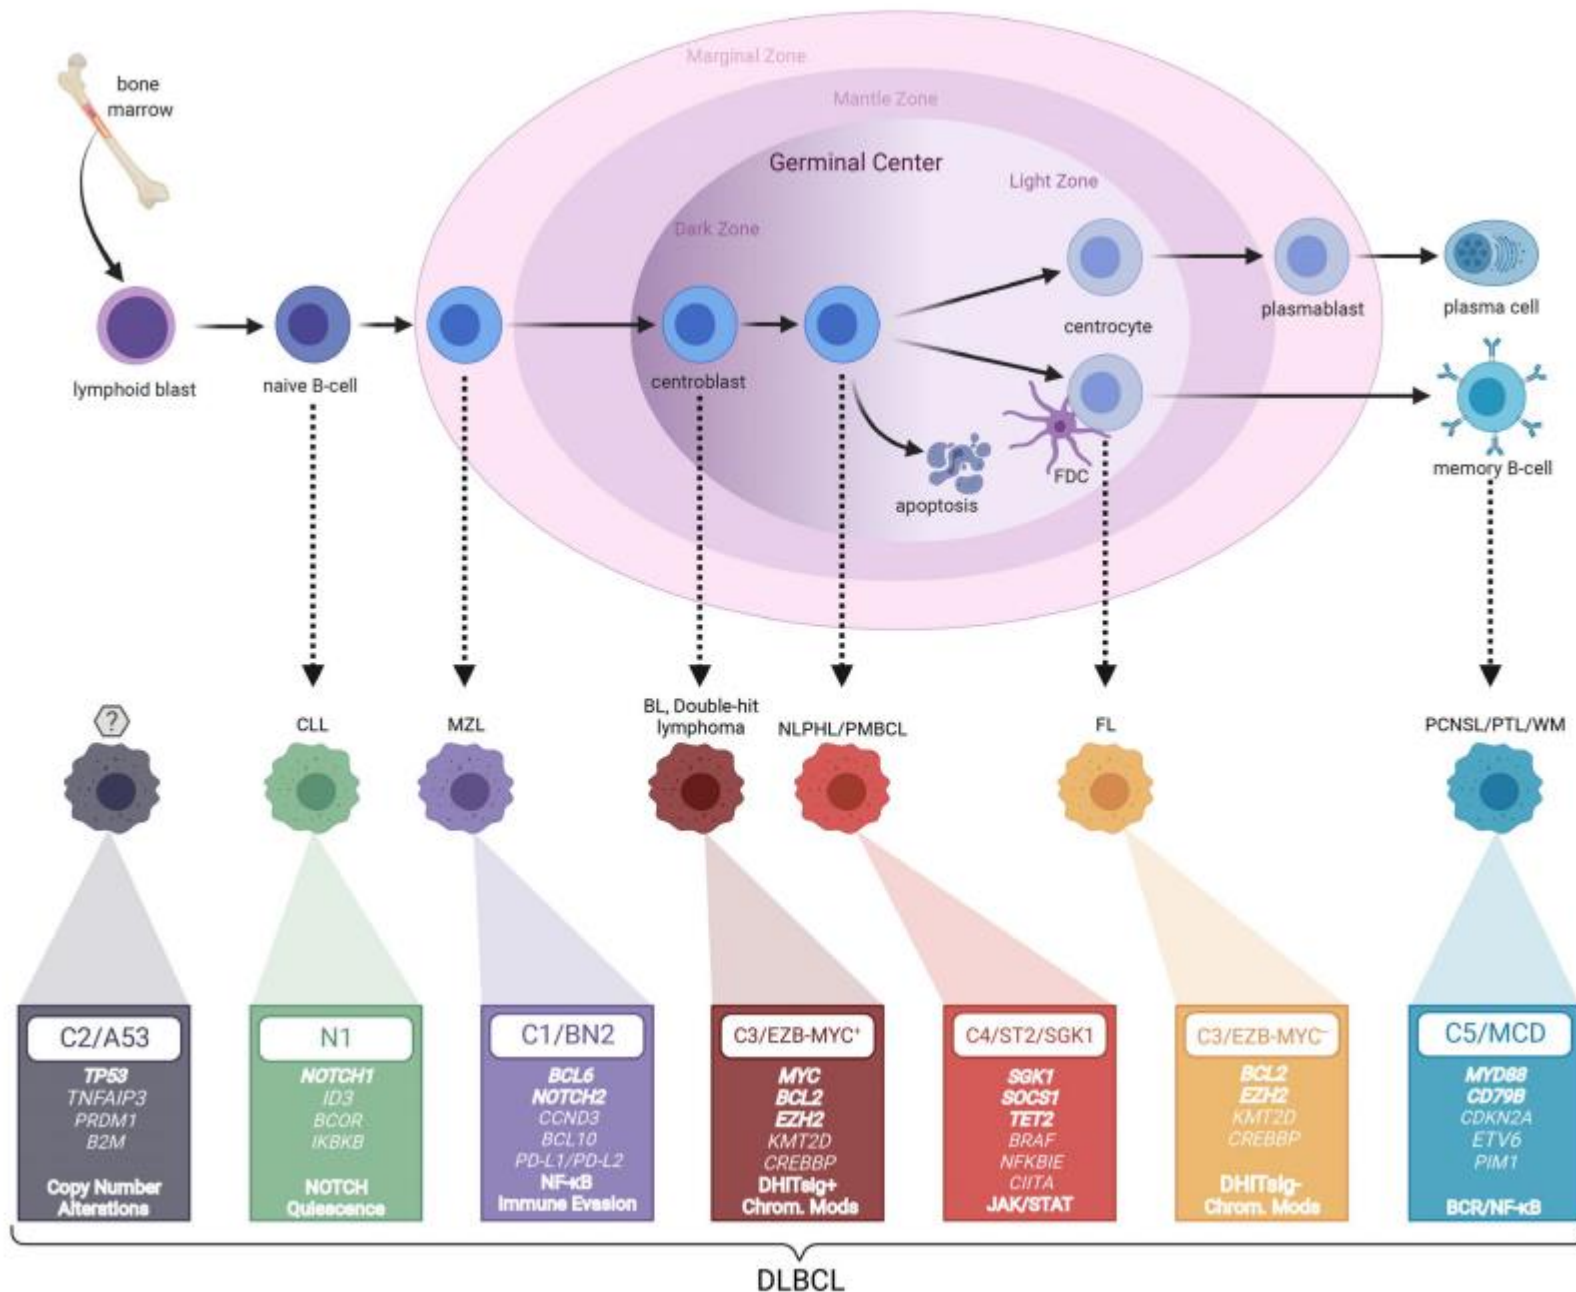 bone
marrow
Marginal Zone
Mantle Zone
Germinal Center
Light Zone
Dark Zone
lymphoid blast
naive B-cell
centroblast
centrocyte
plasmablast
plasma cell
FDC
apoptosis
memory B-cell
?
CLL
MZL
BL, Double-hit
lymphoma
NLPHL/PMBCL
FL
PCNSL/PTL/WM
C2/A53
TP53
TNFAIP3
PRDM1
B2M
Copy Number
Alterations
N1
NOTCH1
ID3
BCOR
IKBKB
NOTCH
Quiescence
C1/BN2
BCL6
NOTCH2
CCND3
BCL10
PD-L1/PD-L2
NF-κB
Immune Evasion
C3/EZB-MYC⁺
MYC
BCL2
EZH2
KMT2D
CREBBP
DHITsig+
Chrom. Mods
C4/ST2/SGK1
SGK1
SOCS1
TET2
BRAF
NFKBIE
CIITA
JAK/STAT
C3/EZB-MYC⁻
BCL2
EZH2
KMT2D
CREBBP
DHITsig-
Chrom. Mods
C5/MCD
MYD88
CD79B
CDKN2A
ETV6
PIM1
BCR/NF-κB
DLBCL